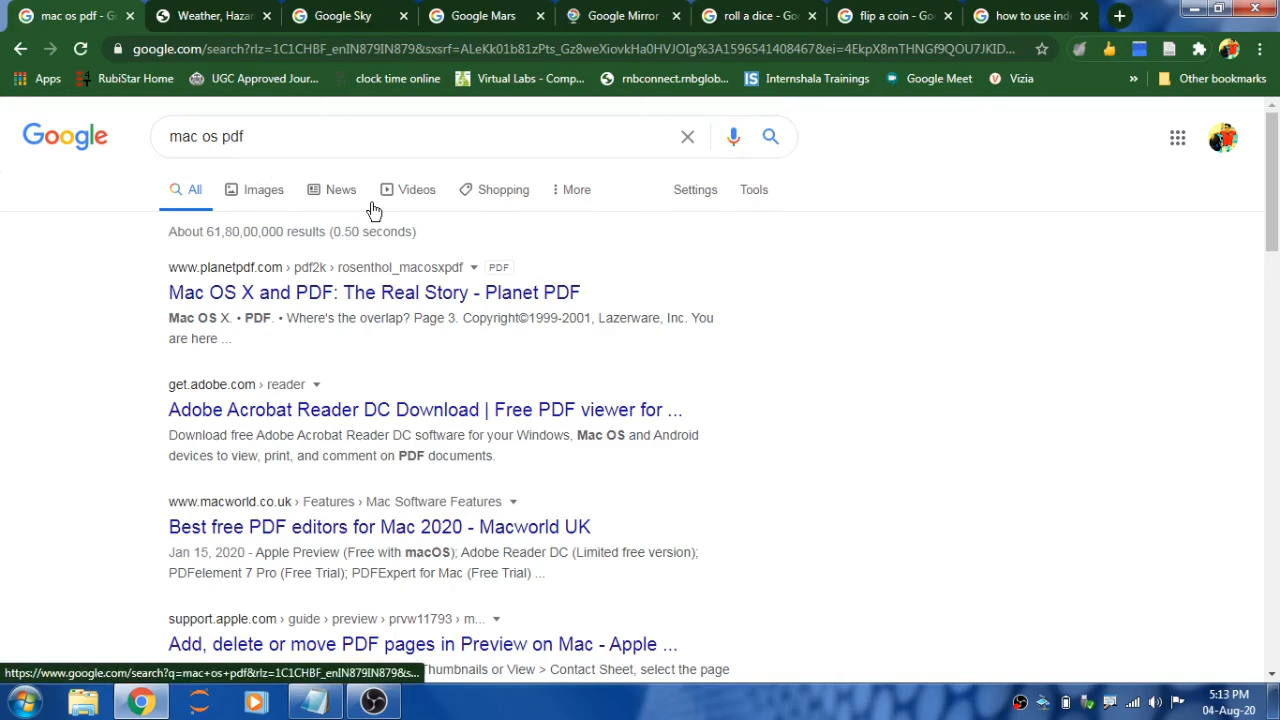 mac os pdf - G
Weather, Hazar
Google Sky
Google Mars
Google Mirror -
roll a dice - Go
flip a coin - Go
how to use ind
google.com/search?rlz=1C1CHBF_enIN879IN879&sxsrf=ALeKk01b81zPts_Gz8weXiovkHa0HVJOIg%3A1596541408467&ei=4EkpX8mTHNGf9QOU7JKID...
Apps
RubiStar Home
UGC Approved Jour...
clock time online
Virtual Labs - Comp...
rnbconnect.rnbglob...
Internshala Trainings
Google Meet
Vizia
»
Other bookmarks
Google
mac os pdf
All
Images
News
Videos
Shopping
More
Settings
Tools
About 61,80,00,000 results (0.50 seconds)
www.planetpdf.com › pdf2k › rosenthol_macosxpdf PDF
Mac OS X and PDF: The Real Story - Planet PDF
Mac OS X. • PDF. • Where's the overlap? Page 3. Copyright©1999-2001, Lazerware, Inc. You
are here ...
get.adobe.com › reader
Adobe Acrobat Reader DC Download | Free PDF viewer for ...
Download free Adobe Acrobat Reader DC software for your Windows, Mac OS and Android
devices to view, print, and comment on PDF documents.
www.macworld.co.uk › Features › Mac Software Features
Best free PDF editors for Mac 2020 - Macworld UK
Jan 15, 2020 - Apple Preview (Free with macOS); Adobe Reader DC (Limited free version);
PDFelement 7 Pro (Free Trial); PDFExpert for Mac (Free Trial) ...
support.apple.com › guide › preview › prvw11793 › m...
Add, delete or move PDF pages in Preview on Mac - Apple ...
Thumbnails or View > Contact Sheet, select the page
https://www.google.com/search?q=mac+os+pdf&rlz=1C1CHBF_enIN879IN879&s...
5:13 PM
04-Aug-20